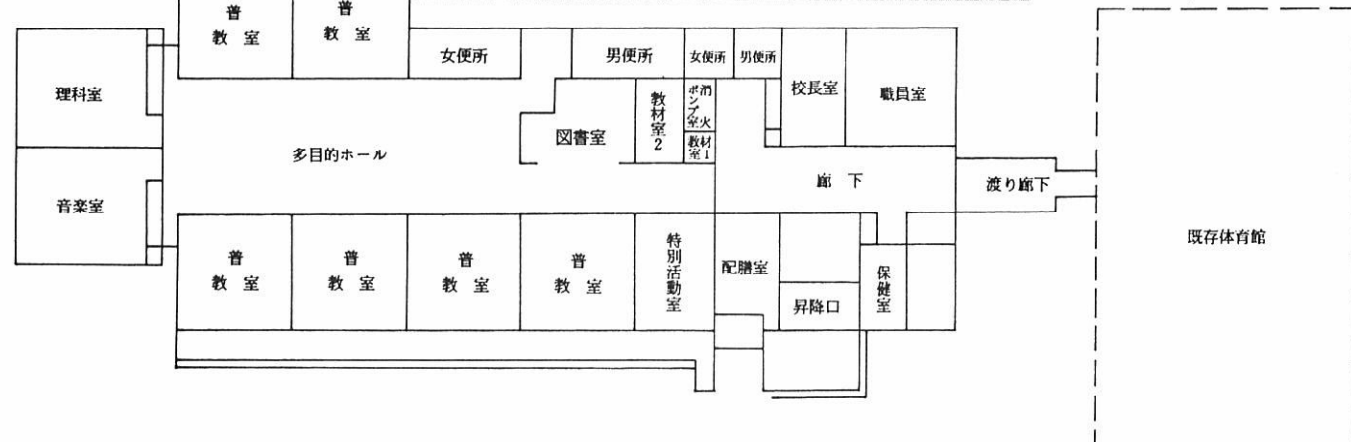 普
教 室
普
教 室
女便所
男便所
女便所
男便所
校長室
職員室
理科室
教材室2
消火ポンプ室
教材室1
図書室
多目的ホール
廊 下
渡り廊下
音楽室
既存体育館
普
教 室
普
教 室
普
教 室
普
教 室
特別活動室
配膳室
昇降口
保健室